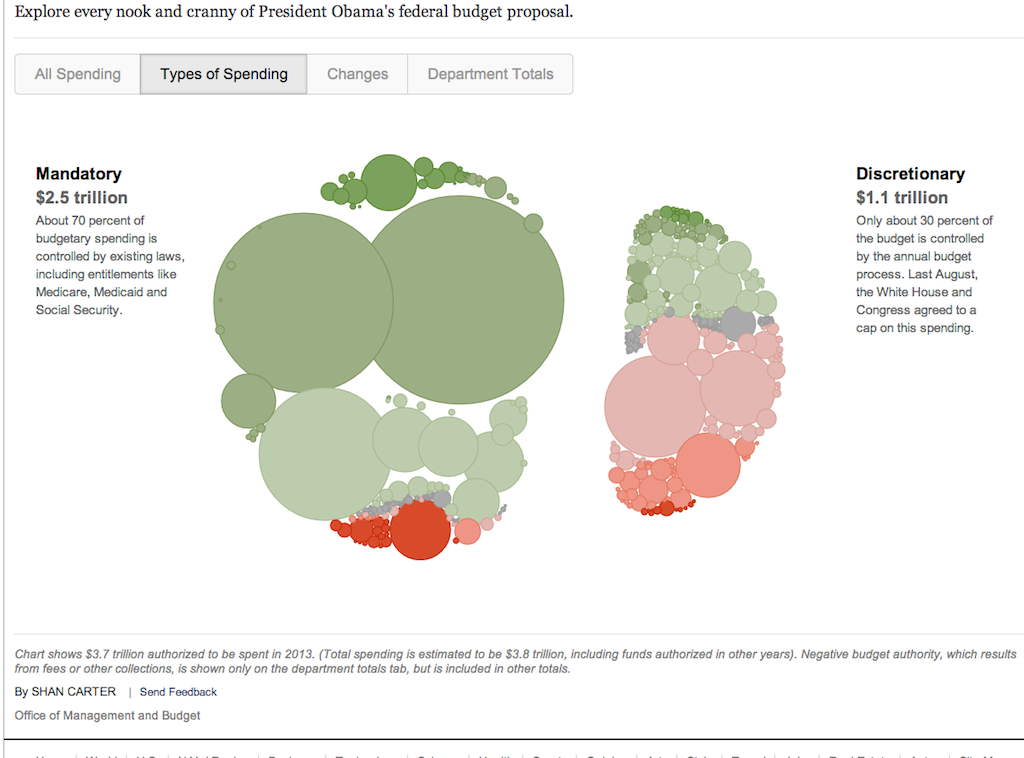 Explore every nook and cranny of President Obama's federal budget proposal.
All Spending
Types of Spending
Changes
Department Totals
Mandatory
$2.5 trillion
About 70 percent of
budgetary spending is
controlled by existing laws,
including entitlements like
Medicare, Medicaid and
Social Security.
Discretionary
$1.1 trillion
Only about 30 percent of
the budget is controlled
by the annual budget
process. Last August,
the White House and
Congress agreed to a
cap on this spending.
Chart shows $3.7 trillion authorized to be spent in 2013. (Total spending is estimated to be $3.8 trillion, including funds authorized in other years). Negative budget authority, which results
from fees or other collections, is shown only on the department totals tab, but is included in other totals.
By SHAN CARTER | Send Feedback
Office of Management and Budget